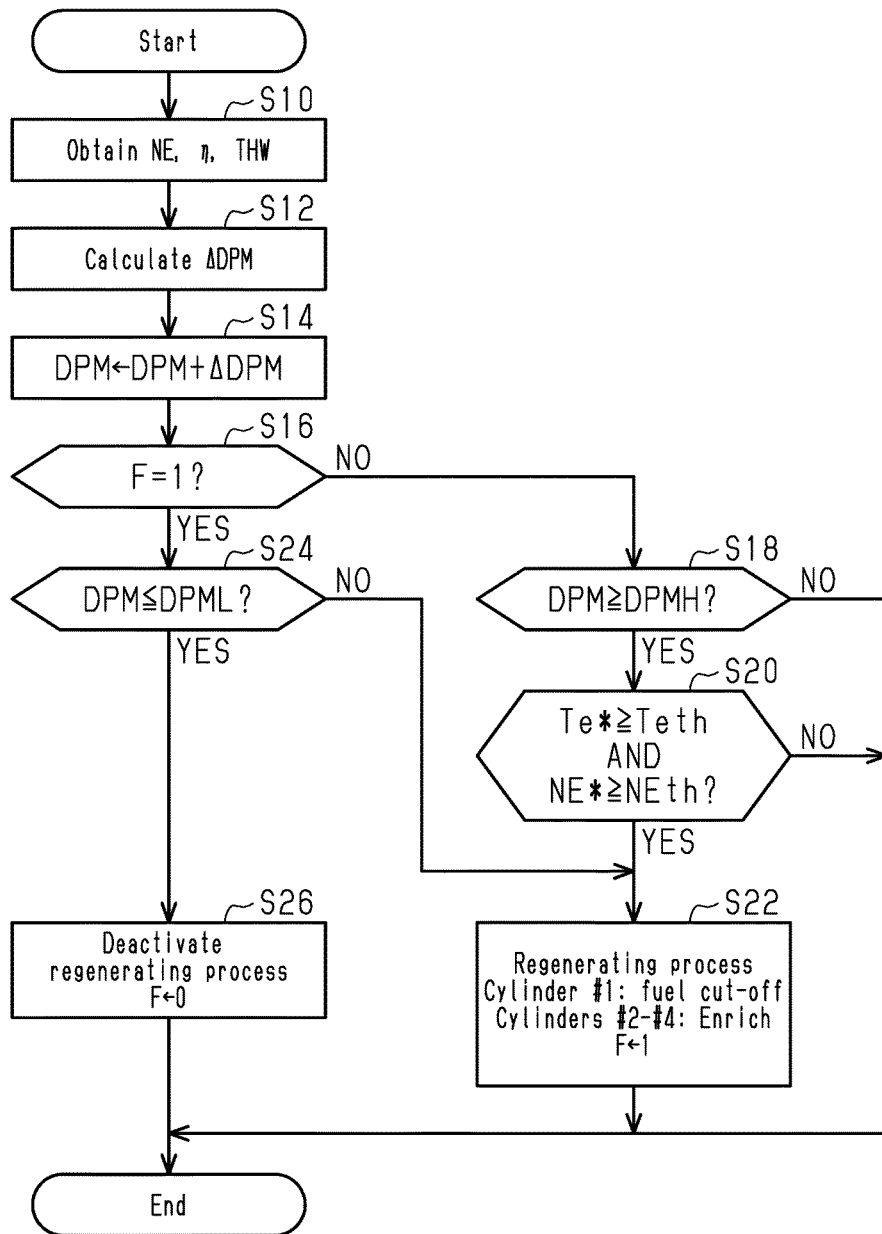 Start
S10
Obtain NE, η, THW
S12
Calculate ΔDPM
S14
DPM←DPM+ΔDPM
S16
F=1?
NO
YES
S24
DPM≦DPML?
NO
YES
S18
DPM≧DPMH?
NO
YES
S20
Te*≧Teth
AND
NE*≧NEth?
NO
YES
S26
Deactivate
regenerating process
F←0
S22
Regenerating process
Cylinder #1: fuel cut-off
Cylinders #2-#4: Enrich
F←1
End